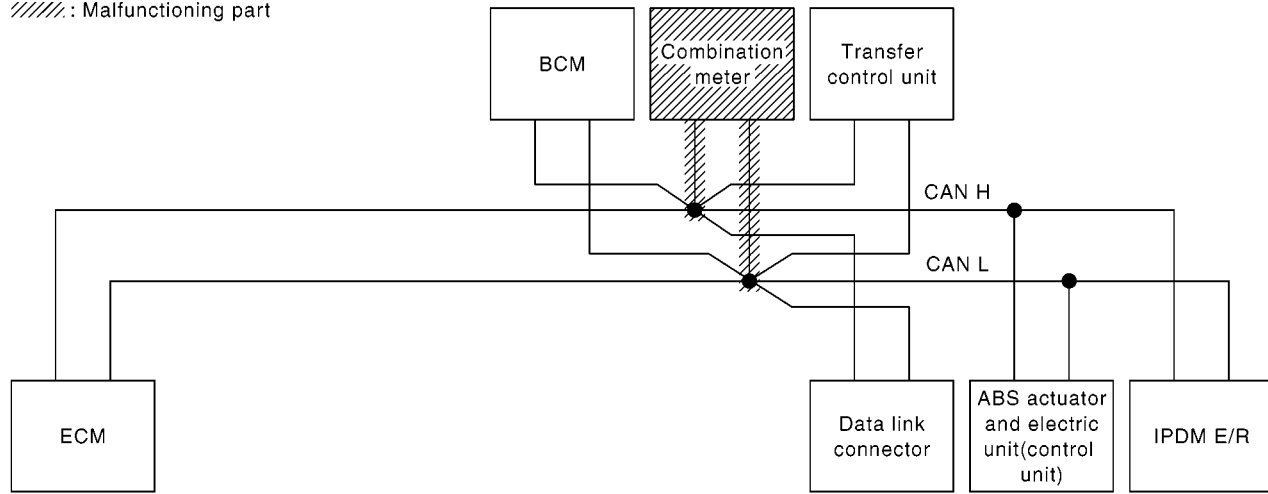 : Malfunctioning part
BCM
Combination
meter
Transfer
control unit
CAN H
CAN L
ECM
Data link
connector
ABS actuator
and electric
unit(control
unit)
IPDM E/R